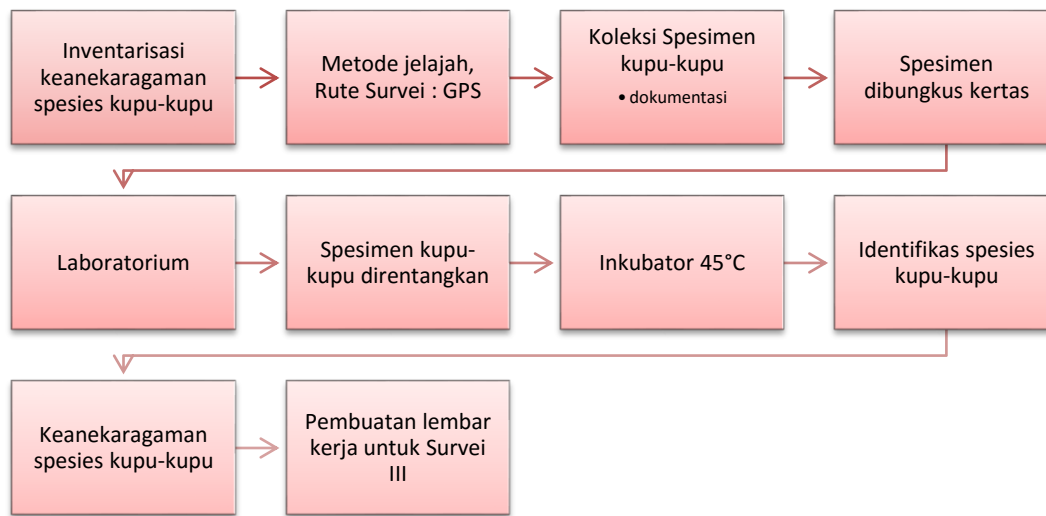 Inventarisasi
keanekaragaman
spesies kupu-kupu
Metode jelajah,
Rute Survei : GPS
Koleksi Spesimen
kupu-kupu
• dokumentasi
Spesimen
dibungkus kertas
Laboratorium
Spesimen kupu-
kupu direntangkan
Inkubator 45°C
Identifikas spesies
kupu-kupu
Keanekaragaman
spesies kupu-kupu
Pembuatan lembar
kerja untuk Survei
III